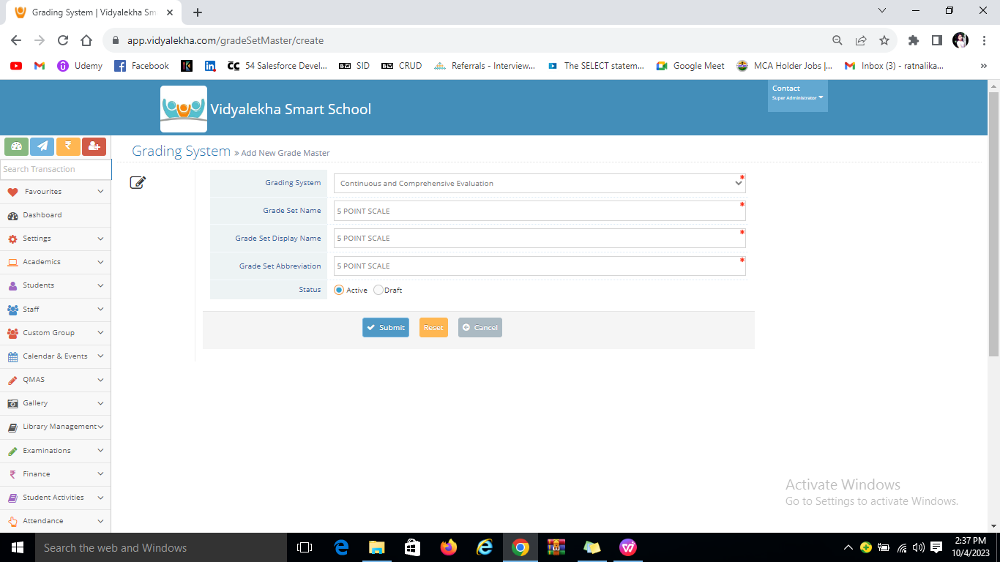 Grading System | Vidyalekha Sm
app.vidyalekha.com/gradeSetMaster/create
Udemy
Facebook
54 Salesforce Devel...
SID
CRUD
Referrals - Interview...
The SELECT statem...
Google Meet
MCA Holder Jobs |...
Inbox (3) - ratnalika...
»
Vidyalekha Smart School
Contact
Super Administrator
Search Transaction
Favourites
Dashboard
Settings
Academics
Students
Staff
Custom Group
Calendar & Events
QMAS
Gallery
Library Management
Examinations
Finance
Student Activities
Attendance
Grading System » Add New Grade Master
Grading System Continuous and Comprehensive Evaluation *
Grade Set Name 5 POINT SCALE *
Grade Set Display Name 5 POINT SCALE *
Grade Set Abbreviation 5 POINT SCALE *
Status Active Draft
Submit Reset Cancel
Activate Windows
Go to Settings to activate Windows.
Search the web and Windows
2:37 PM
10/4/2023